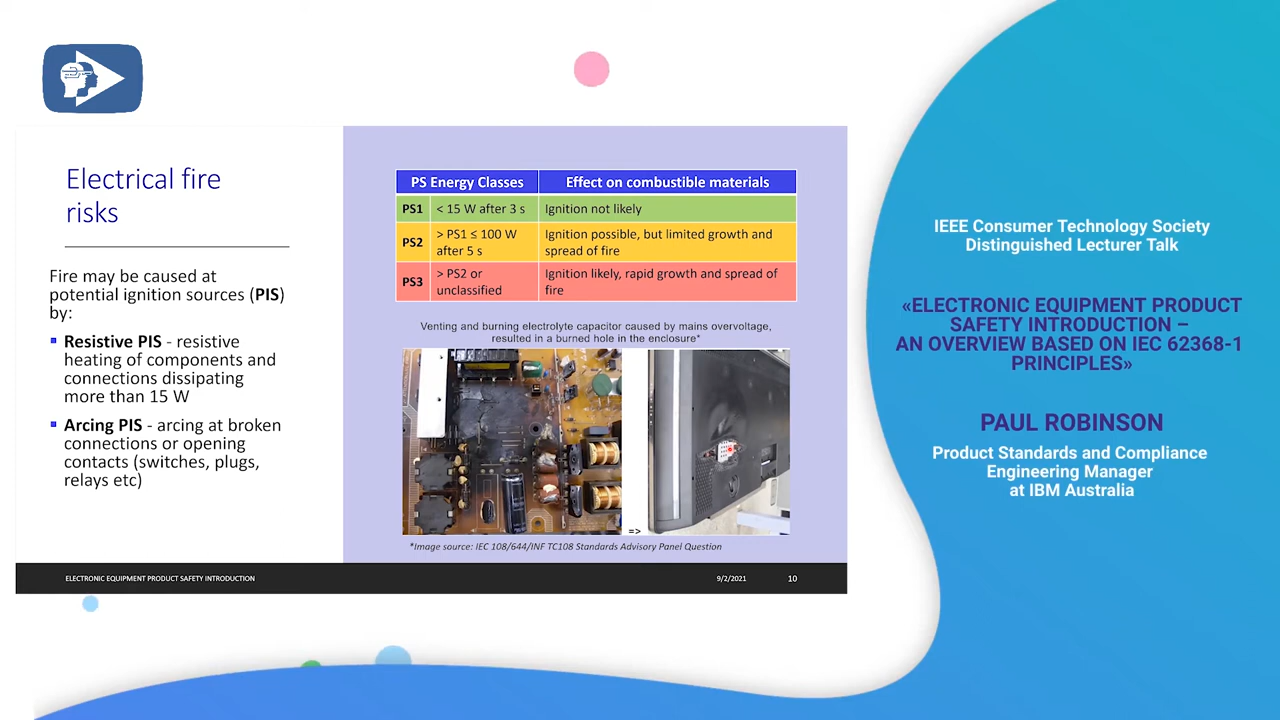 Electrical fire
risks
Fire may be caused at
potential ignition sources (PIS)
by:
Resistive PIS - resistive
heating of components and
connections dissipating
more than 15 W
Arcing PIS - arcing at broken
connections or opening
contacts (switches, plugs,
relays etc)
PS Energy Classes Effect on combustible materials
PS1 < 15 W after 3 s Ignition not likely
PS2 > PS1 ≤ 100 W
after 5 s
Ignition possible, but limited growth and
spread of fire
PS3 > PS2 or
unclassified
Ignition likely, rapid growth and spread of
fire
Venting and burning electrolyte capacitor caused by mains overvoltage,
resulted in a burned hole in the enclosure*
=>
*Image source: IEC 108/644/INF TC108 Standards Advisory Panel Question
ELECTRONIC EQUIPMENT PRODUCT SAFETY INTRODUCTION 9/2/2021 10
IEEE Consumer Technology Society
Distinguished Lecturer Talk
«ELECTRONIC EQUIPMENT PRODUCT
SAFETY INTRODUCTION –
AN OVERVIEW BASED ON IEC 62368-1
PRINCIPLES»
PAUL ROBINSON
Product Standards and Compliance
Engineering Manager
at IBM Australia